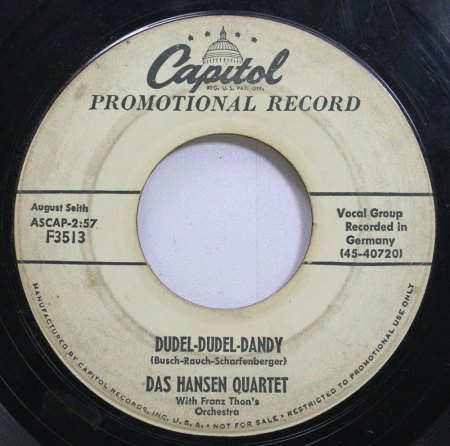 Capitol
REG. U.S. PAT. OFF.
PROMOTIONAL RECORD
August Seith
ASCAP-2:57
F3513
Vocal Group
Recorded in
Germany
(45-40720)
DUDEL-DUDEL-DANDY
(Busch-Rauch-Scharfenberger)
DAS HANSEN QUARTET
With Franz Thon's
Orchestra
MANUFACTURED BY CAPITOL RECORDS, INC. U.S.A. • NOT FOR SALE • RESTRICTED TO PROMOTIONAL USE ONLY